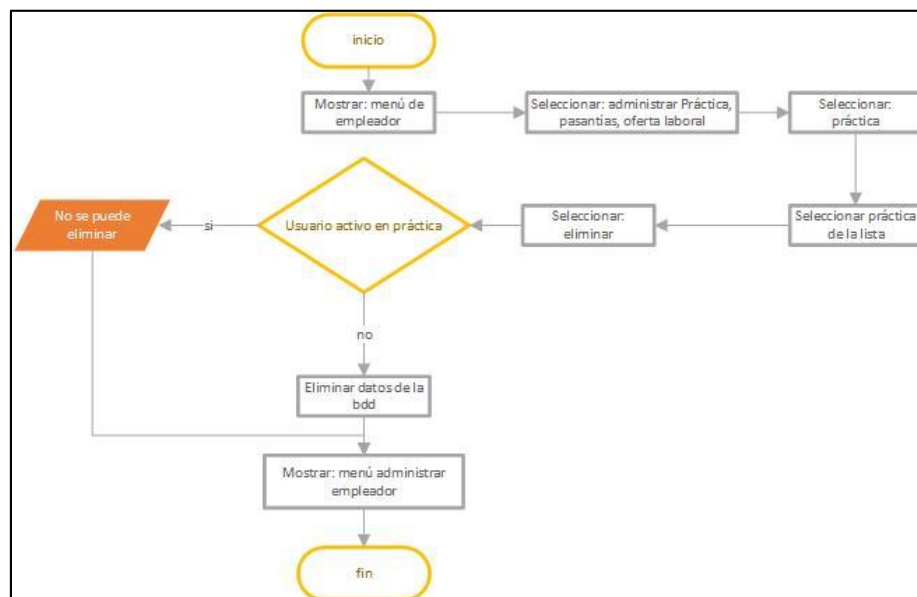 inicio
Mostrar: menú de
empleador
Seleccionar: administrar Práctica,
pasantías, oferta laboral
Seleccionar:
práctica
No se puede
eliminar
si
Usuario activo en práctica
Seleccionar:
eliminar
Seleccionar práctica
de la lista
no
Eliminar datos de la
bdd
Mostrar: menú administrar
empleador
fin